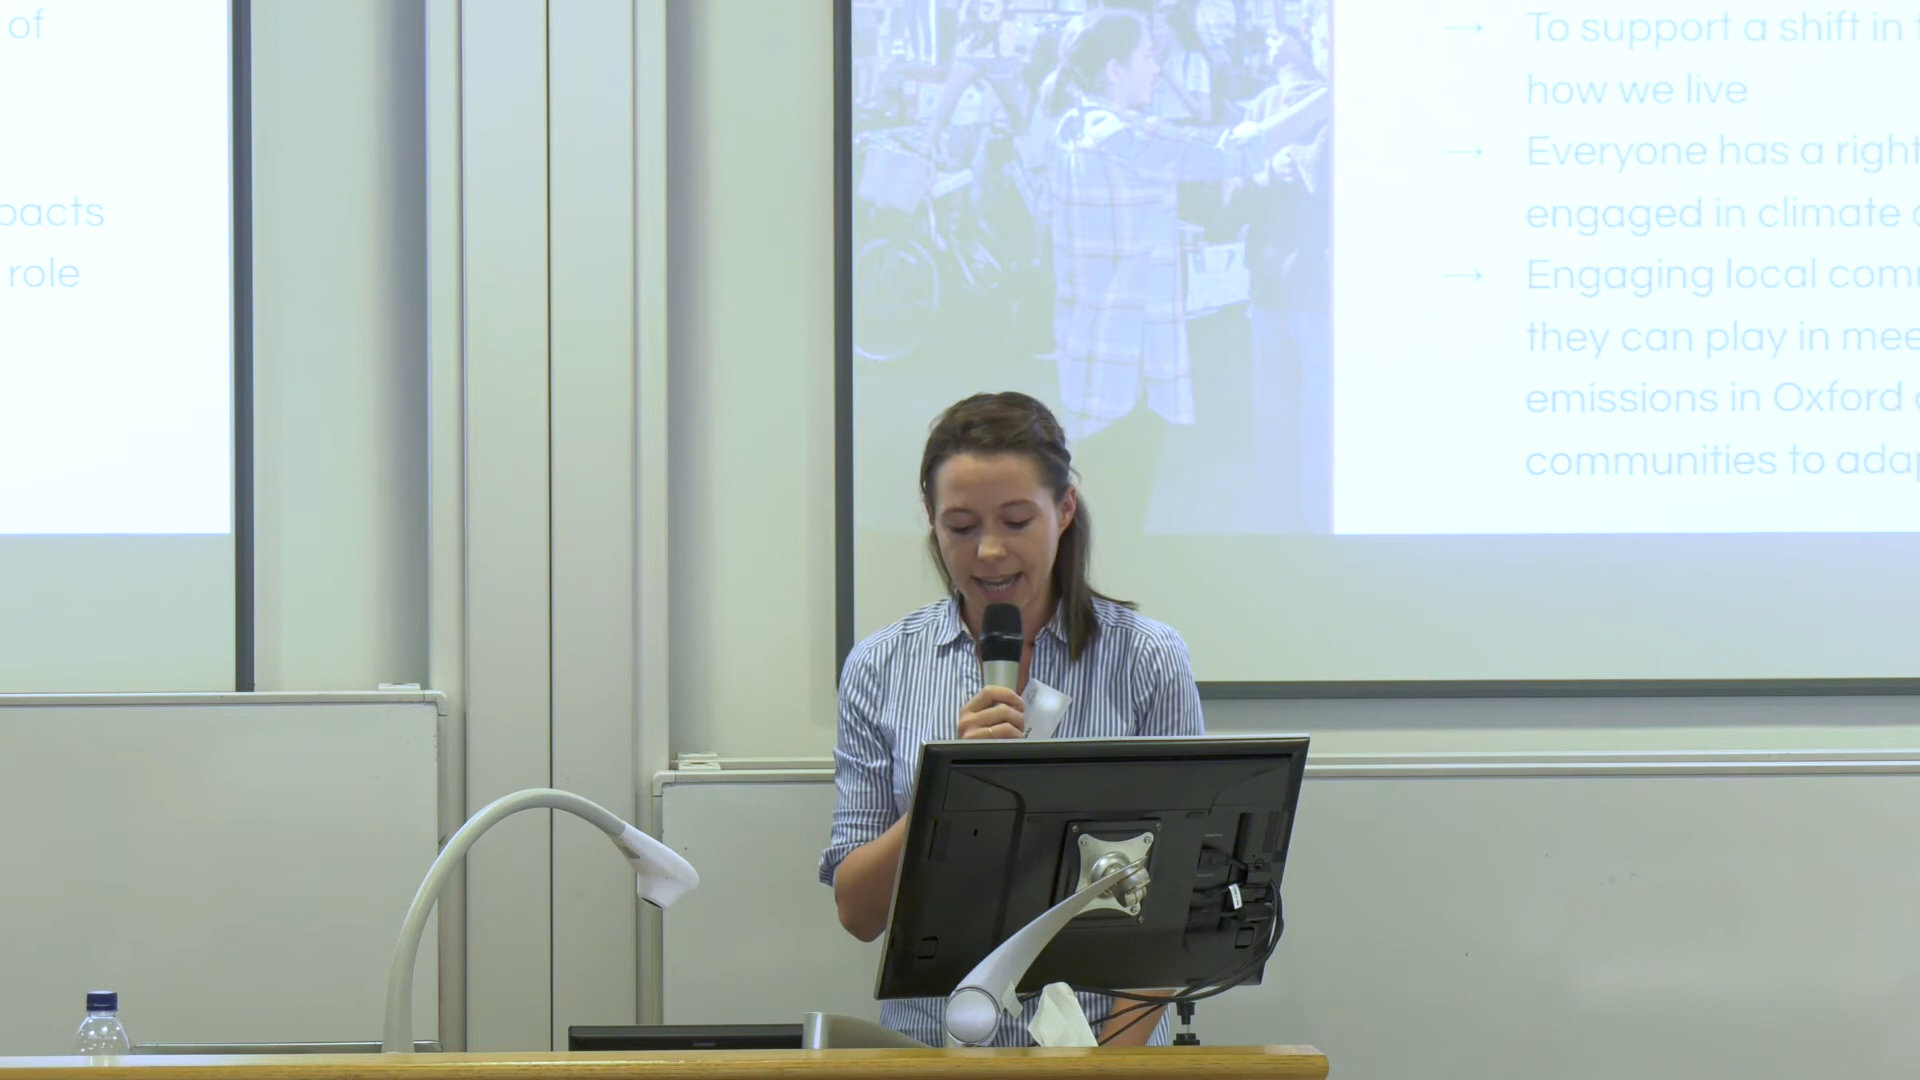 of
pacts
role
To support a shift in
how we live
Everyone has a right
engaged in climate
Engaging local com
they can play in mee
emissions in Oxford
communities to adap